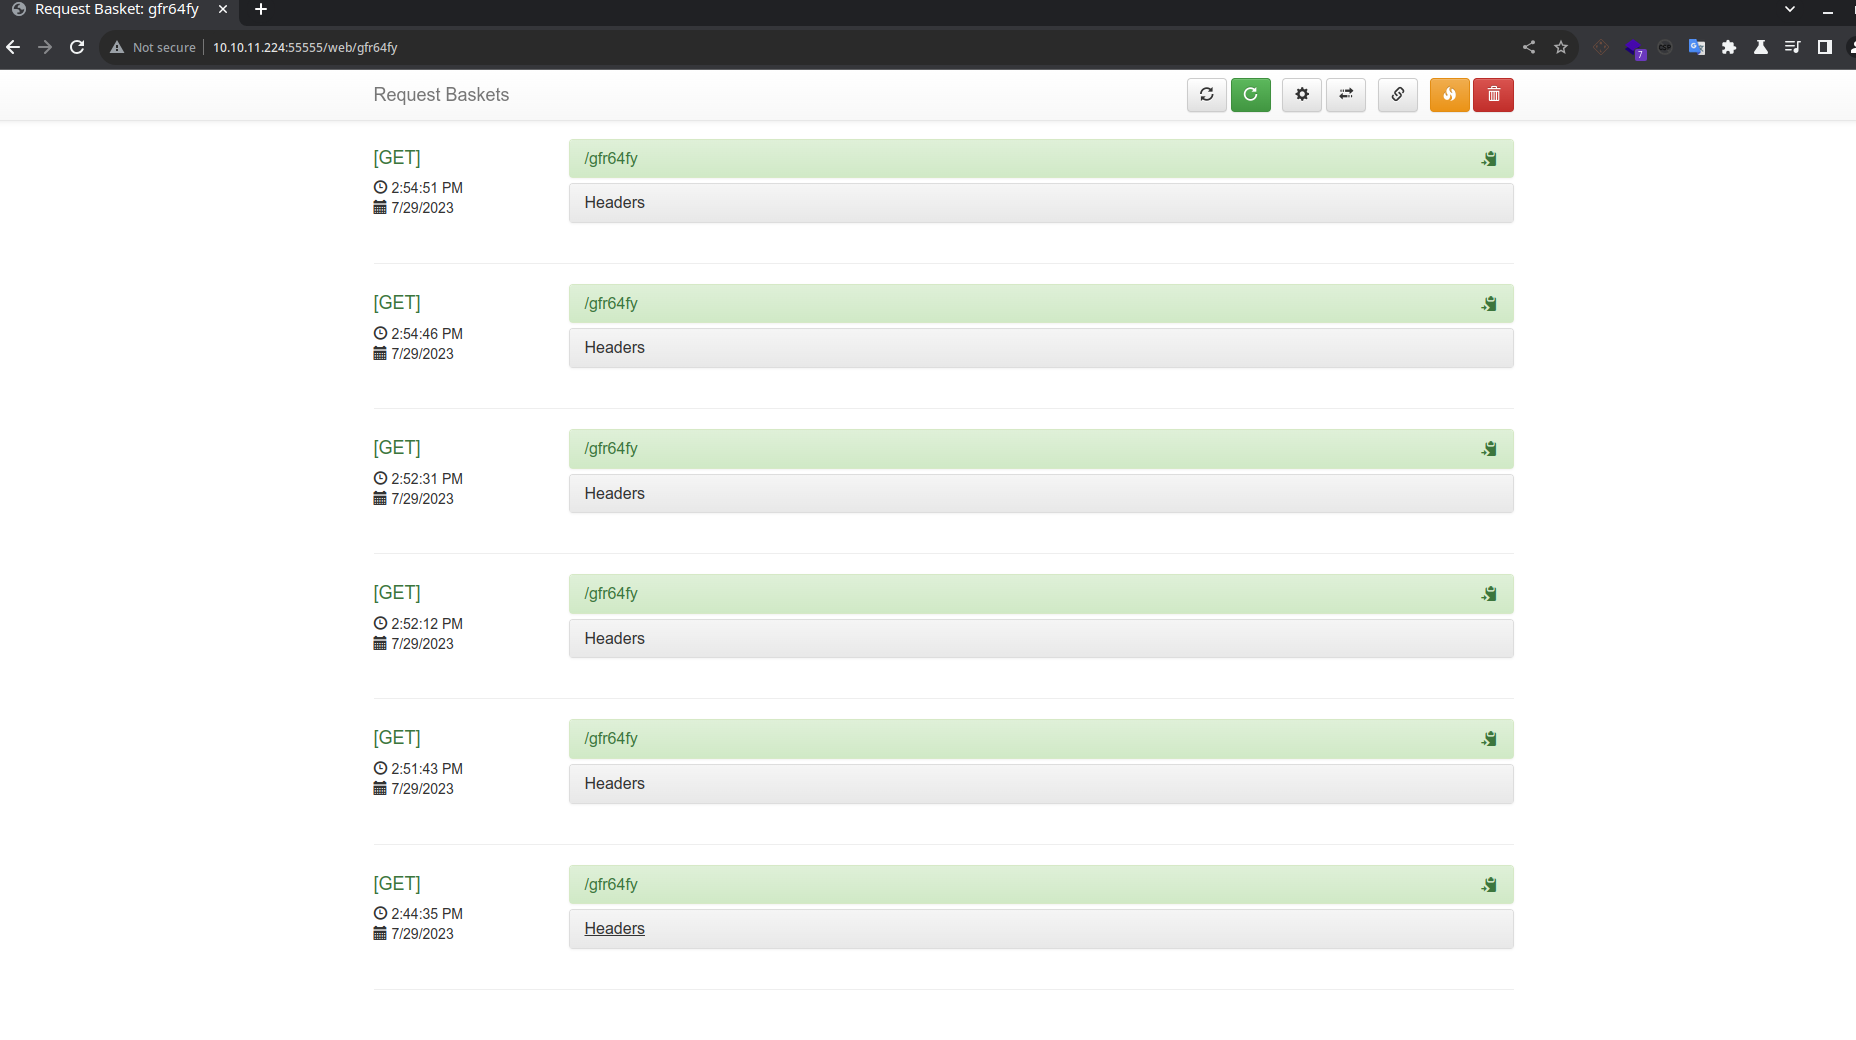 Request Basket: gfr64fy
Not secure 10.10.11.224:55555/web/gfr64fy
7
Request Baskets
[GET] /gfr64fy
2:54:51 PM
7/29/2023
Headers
[GET] /gfr64fy
2:54:46 PM
7/29/2023
Headers
[GET] /gfr64fy
2:52:31 PM
7/29/2023
Headers
[GET] /gfr64fy
2:52:12 PM
7/29/2023
Headers
[GET] /gfr64fy
2:51:43 PM
7/29/2023
Headers
[GET] /gfr64fy
2:44:35 PM
7/29/2023
Headers